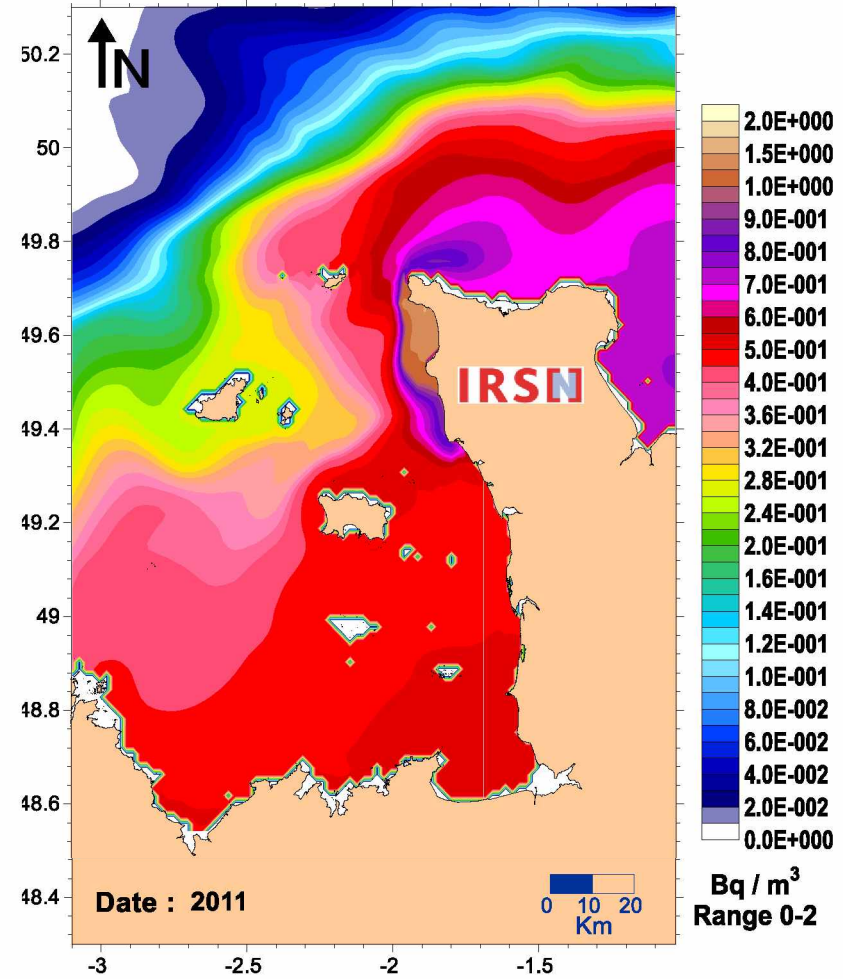 N
50.2
50
49.8
49.6
49.4
49.2
49
48.8
48.6
48.4
-3
-2.5
-2
-1.5
IRSN
Date : 2011
0 10 20
Km
2.0E+000
1.5E+000
1.0E+000
9.0E-001
8.0E-001
7.0E-001
6.0E-001
5.0E-001
4.0E-001
3.6E-001
3.2E-001
2.8E-001
2.4E-001
2.0E-001
1.6E-001
1.4E-001
1.2E-001
1.0E-001
8.0E-002
6.0E-002
4.0E-002
2.0E-002
0.0E+000
Bq / m³
Range 0-2